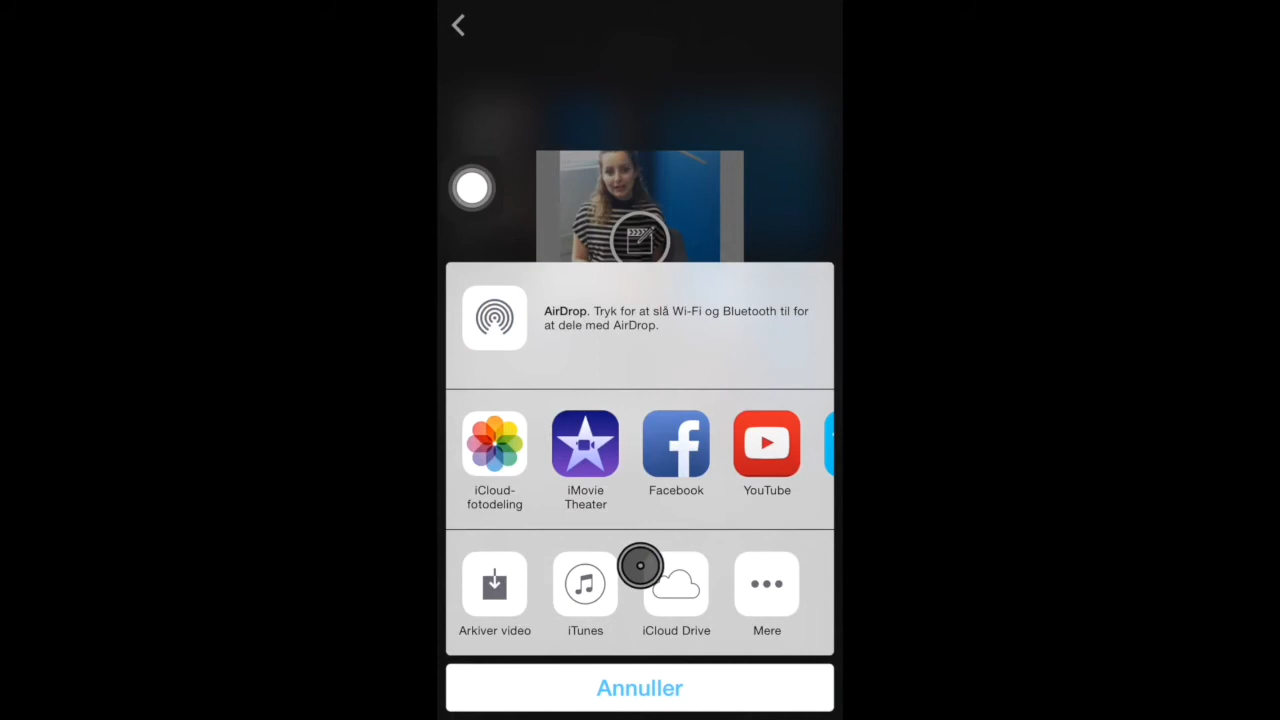 AirDrop. Tryk for at slå Wi-Fi og Bluetooth til for
at dele med AirDrop.
iCloud-
fotodeling
iMovie
Theater
Facebook
YouTube
Arkiver video
iTunes
iCloud Drive
Mere
Annuller